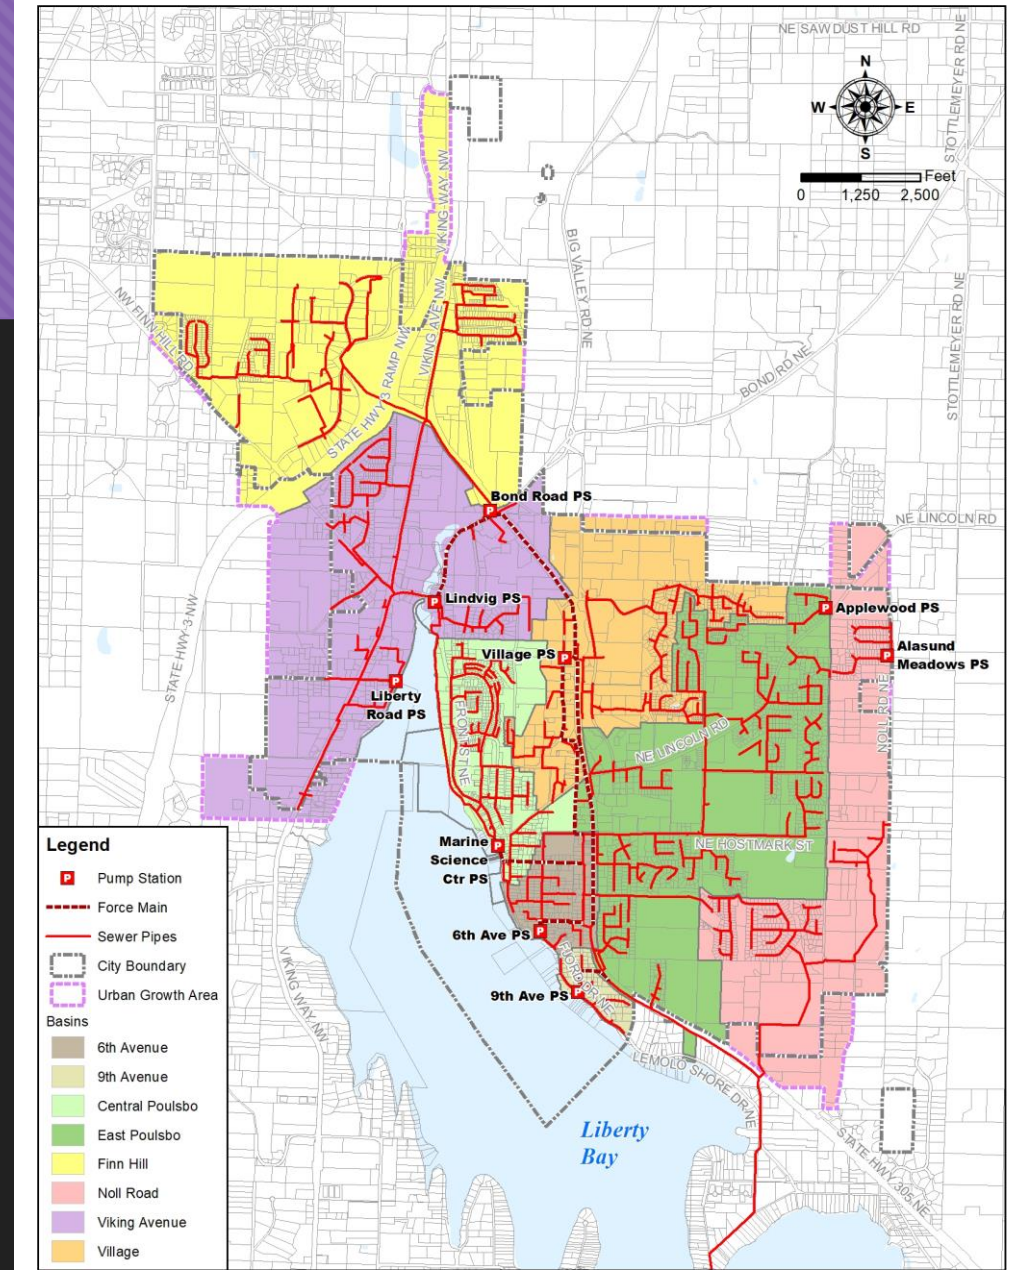 NE SAWDUST HILL RD
STOTTLEMEYER RD NE
N
W
E
S
Feet
0 1,250 2,500
VIKING WAY NW
BIG VALLEY RD NE
NW FINN HILL RD
STATE HWY 3 RAMP NW
VIKING AVE NW
BOND RD NE
STOTTLEMEYER RD NE
Bond Road PS
NE LINCOLN RD
STATE HWY 3 NW
Lindvig PS
Applewood PS
Village PS
Alasund
Meadows PS
Liberty
Road PS
FRONT ST NE
NE LINCOLN RD
NOLL RD NE
Marine
Science
Ctr PS
NE HOSTMARK ST
6th Ave PS
FJORD DR NE
9th Ave PS
VIKING WAY NW
LEMOLO SHORE DR NE
Liberty
Bay
STATE HWY 305 NE
Legend
P Pump Station
Force Main
Sewer Pipes
City Boundary
Urban Growth Area
Basins
6th Avenue
9th Avenue
Central Poulsbo
East Poulsbo
Finn Hill
Noll Road
Viking Avenue
Village